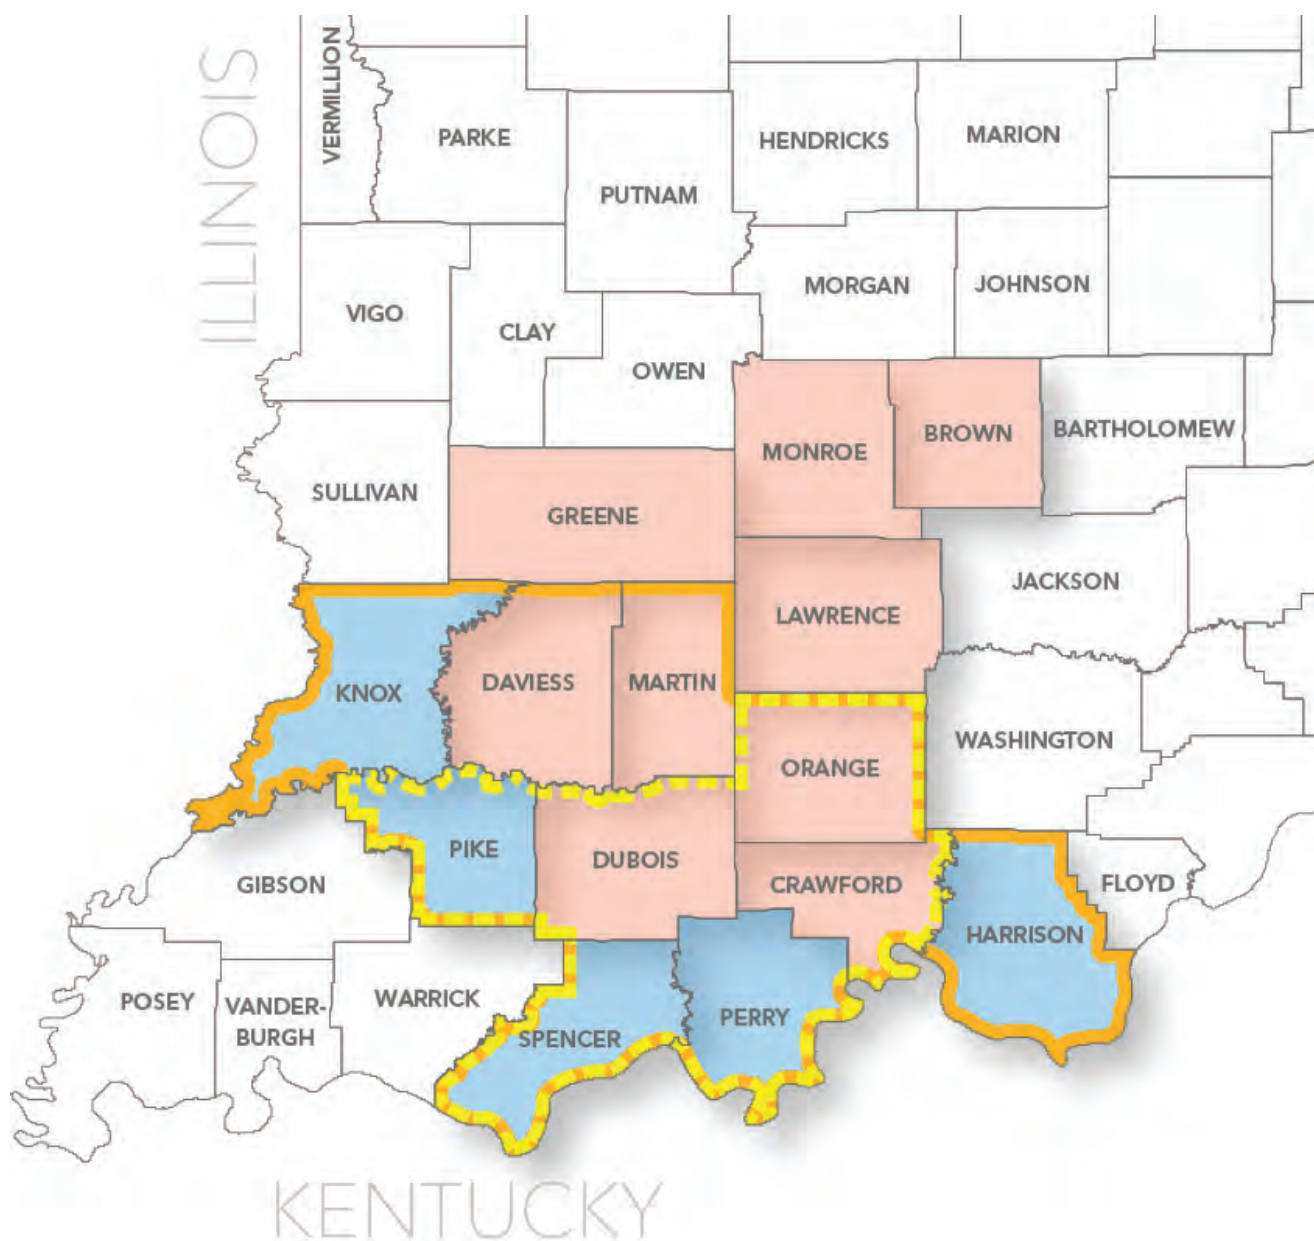 ILLINOIS
VERMILLION
PARKE
PUTNAM
HENDRICKS
MARION
VIGO
CLAY
OWEN
MORGAN
JOHNSON
SULLIVAN
GREENE
MONROE
BROWN
BARTHOLOMEW
JACKSON
LAWRENCE
KNOX
DAVIESS
MARTIN
ORANGE
WASHINGTON
PIKE
DUBOIS
CRAWFORD
HARRISON
FLOYD
GIBSON
POSEY
VANDER-
BURGH
WARRICK
SPENCER
PERRY
KENTUCKY